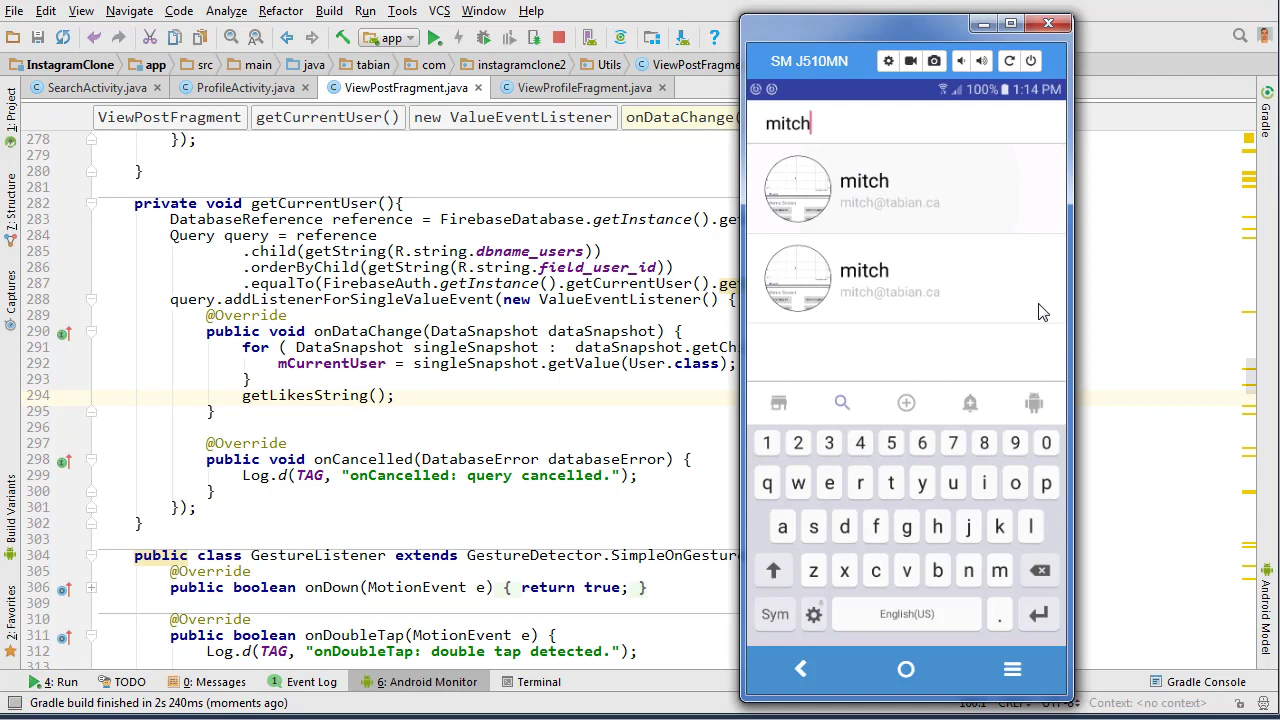 File Edit View Navigate Code Analyze Refactor Build Run Tools VCS Window Help
app
InstagramClone app src main java tabian com instagramclone2 Utils ViewPostFragme
SearchActivity.java ProfileActivity.java ViewPostFragment.java ViewProfileFragment.java
ViewPostFragment getCurrentUser() new ValueEventListener onDataChange(
278 });
279
280 }
281
282 private void getCurrentUser(){
283 DatabaseReference reference = FirebaseDatabase.getInstance().ge
284 Query query = reference
285 .child(getString(R.string.dbname_users))
286 .orderByChild(getString(R.string.field_user_id))
287 .equalTo(FirebaseAuth.getInstance().getCurrentUser().ge
288 query.addListenerForSingleValueEvent(new ValueEventListener() {
289 @Override
290 public void onDataChange(DataSnapshot dataSnapshot) {
291 for ( DataSnapshot singleSnapshot : dataSnapshot.getCh
292 mCurrentUser = singleSnapshot.getValue(User.class);
293 }
294 getLikesString();
295 }
296
297 @Override
298 public void onCancelled(DatabaseError databaseError) {
299 Log.d(TAG, "onCancelled: query cancelled.");
300 }
301 });
302 }
303
304 public class GestureListener extends GestureDetector.SimpleOnGestur
305 @Override
306 public boolean onDown(MotionEvent e) { return true; }
309
310 @Override
311 public boolean onDoubleTap(MotionEvent e) {
312 Log.d(TAG, "onDoubleTap: double tap detected.");
313
1: Project
7: Structure
Captures
Build Variants
2: Favorites
Gradle
Android Model
SM J510MN
100% 1:14 PM
mitch
mitch
mitch@tabian.ca
mitch
mitch@tabian.ca
1 2 3 4 5 6 7 8 9 0
q w e r t y u i o p
a s d f g h j k l
z x c v b n m
Sym English(US) .
4: Run TODO 0: Messages Event Log 6: Android Monitor Terminal Gradle Console
Gradle build finished in 2s 240ms (moments ago) Context: <no context>